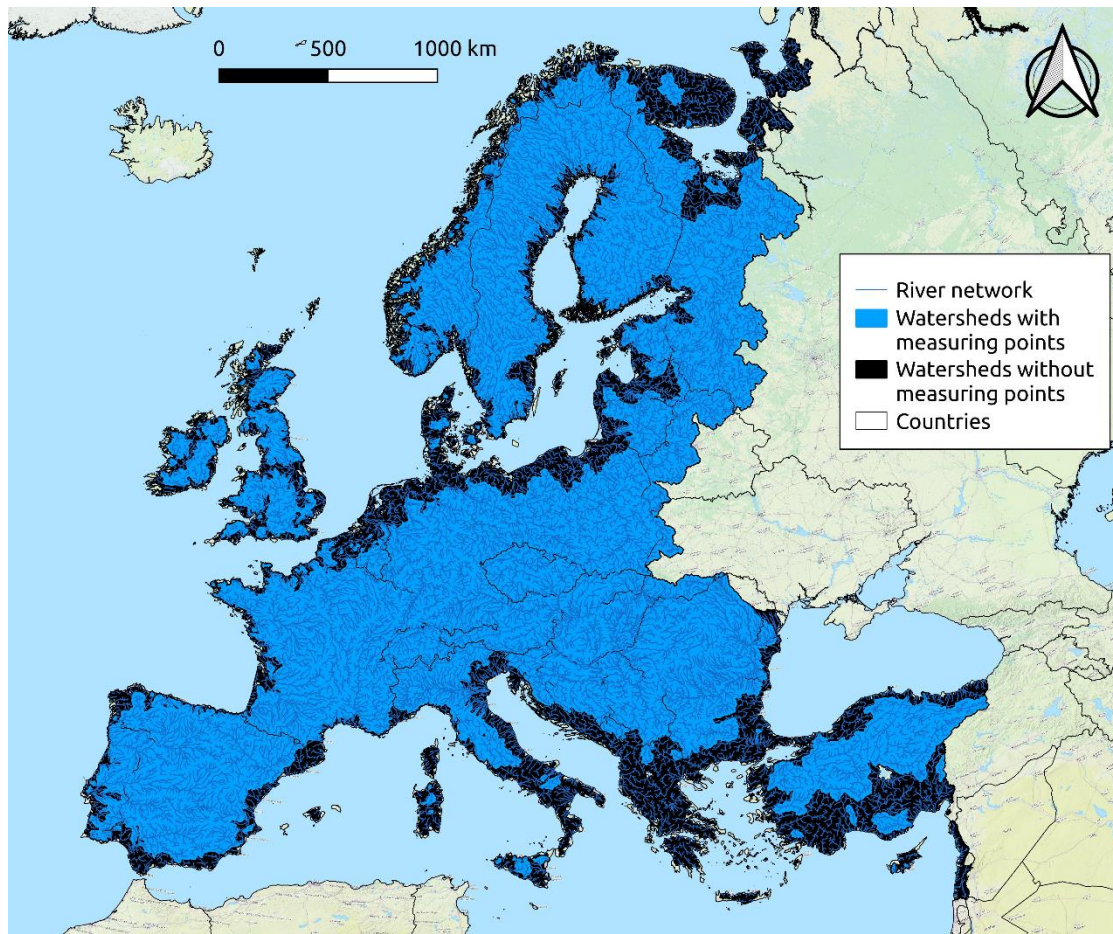 0 500 1000 km
River network
Watersheds with
measuring points
Watersheds without
measuring points
Countries